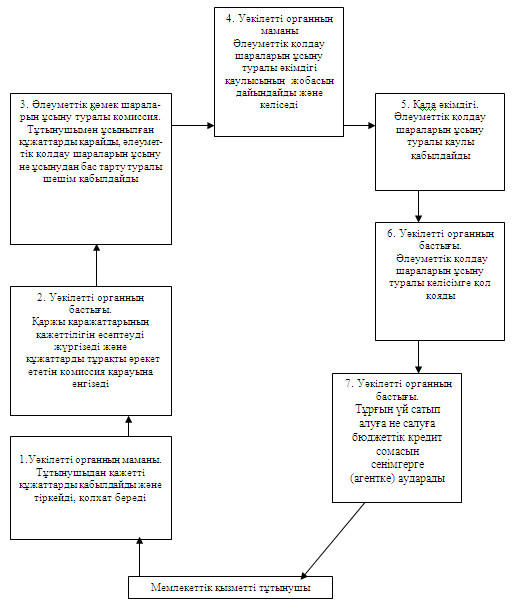 4. Уәкілетті органның
маманы
Әлеуметтік қолдау
шараларын ұсыну
туралы әкімдігі
қаулысының жобасын
дайындайды және
келіседі
3. Әлеуметтік көмек шарала-
рын ұсыну туралы комиссия.
Тұтынушымен ұсынылған
құжаттарды қарайды, әлеумет-
тік қолдау шараларын ұсыну
не ұсынудан бас тарту туралы
шешім қабылдайды
5. Қала әкімдігі.
Әлеуметтік қолдау
шараларын ұсыну
туралы қаулы
қабылдайды
6. Уәкілетті органның
бастығы.
Әлеуметтік қолдау
шараларын ұсыну
туралы келісімге қол
қояды
2. Уәкілетті органның
бастығы.
Қаржы қаражаттарының
қажеттілігін есептеуді
жүргізеді және
құжаттарды тұрақты әрекет
ететін комиссия қарауына
енгізеді
7. Уәкілетті органның
бастығы.
Тұрғын үй сатып
алуға не салуға
бюджеттік кредит
сомасын
сенімгерге
(агентке) аударады
1.Уәкілетті органның маманы.
Тұтынушыдан қажетті
құжаттарды қабылдайды және
тіркейді, қолхат береді
Мемлекеттік қызметті тұтынушы